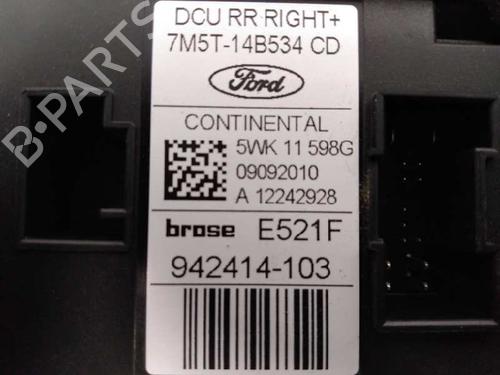 DCU RR RIGHT+
7M5T-14B534 CD
Ford
CONTINENTAL
5WK 11 598G
09092010
A 12242928
brose E521F
942414-103
B-PARTS